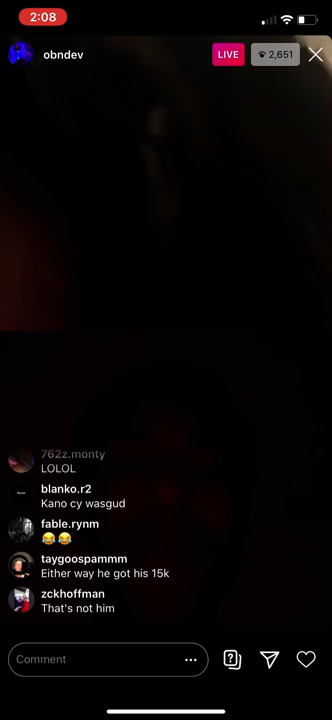 2:08
obndev
LIVE
2,651
762z.monty
LOLOL
blanko.r2
Kano cy wasgud
fable.rynm
😂😂
taygoospammm
Either way he got his 15k
zckhoffman
That's not him
Comment